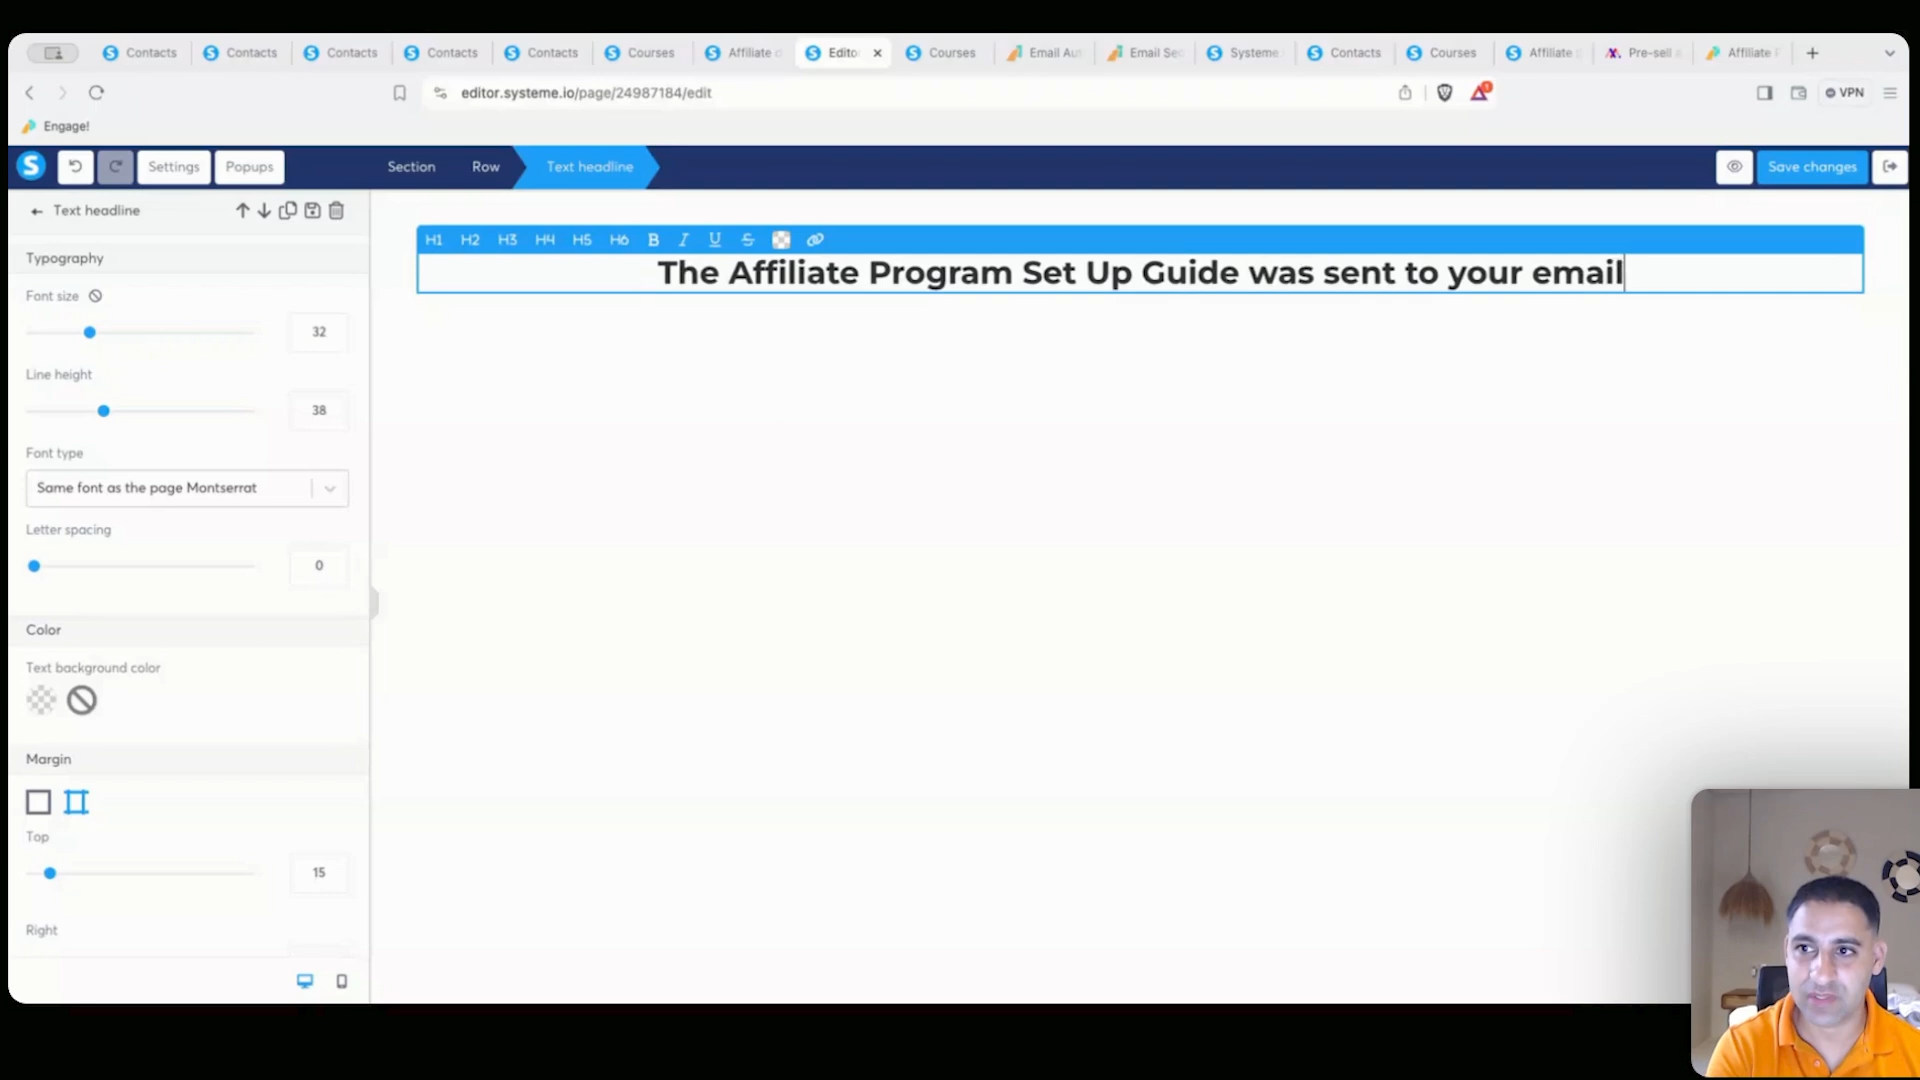 Contacts Contacts Contacts Contacts Contacts Courses Affiliate Edito Courses Email Au Email Se Systeme Contacts Courses Affiliate Pre-sell Affiliate
editor.systeme.io/page/24987184/edit
VPN
Engage!
S Settings Popups Section Row Text headline Save changes
Text headline
H1 H2 H3 H4 H5 H6 B I U S
The Affiliate Program Set Up Guide was sent to your email
Typography
Font size
32
Line height
38
Font type
Same font as the page Montserrat
Letter spacing
0
Color
Text background color
Margin
Top
15
Right